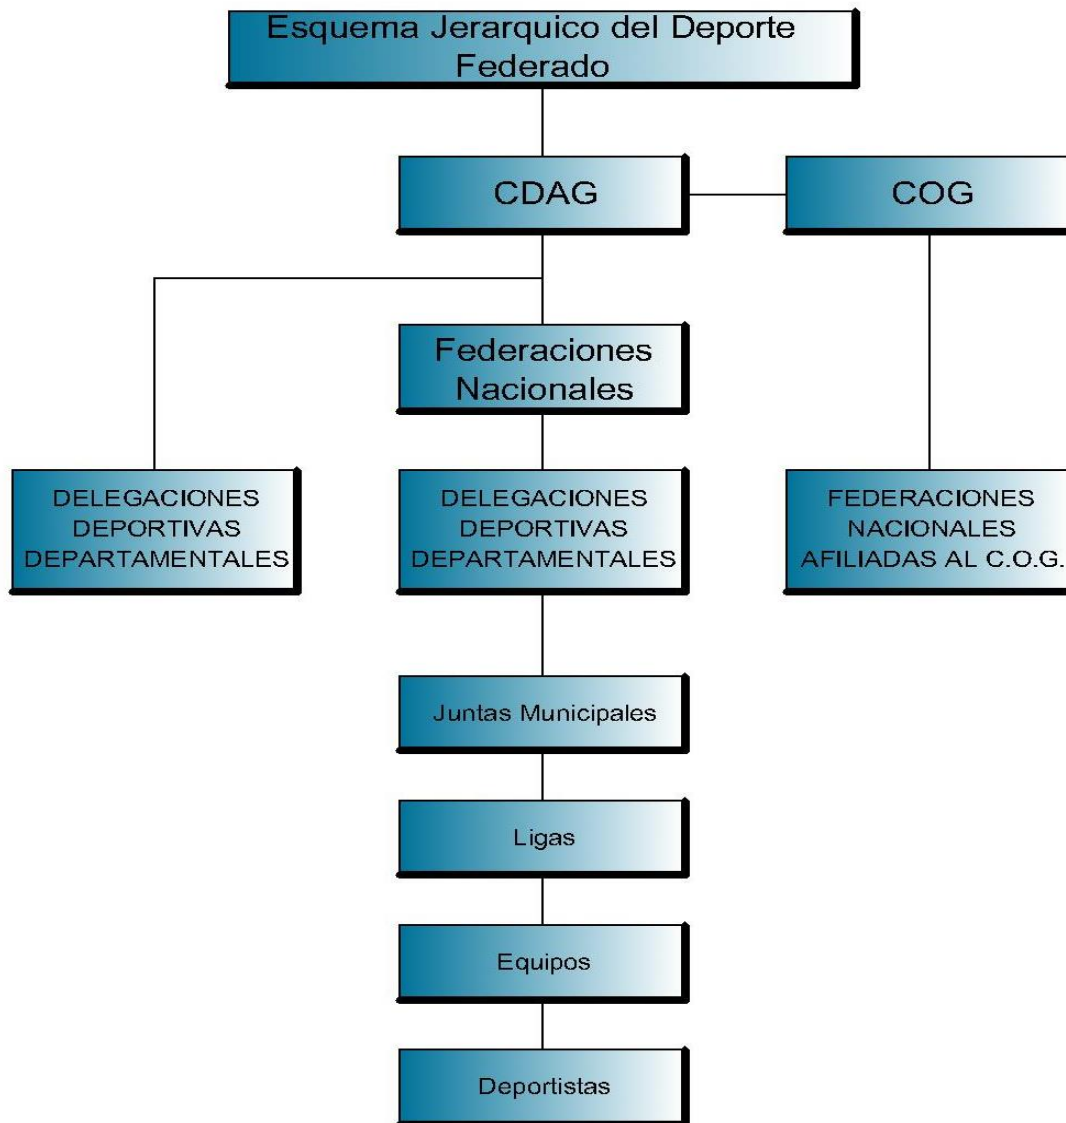 Esquema Jerarquico del Deporte
Federado
CDAG
COG
Federaciones
Nacionales
DELEGACIONES
DEPORTIVAS
DEPARTAMENTALES
DELEGACIONES
DEPORTIVAS
DEPARTAMENTALES
FEDERACIONES
NACIONALES
AFILIADAS AL C.O.G.
Juntas Municipales
Ligas
Equipos
Deportistas